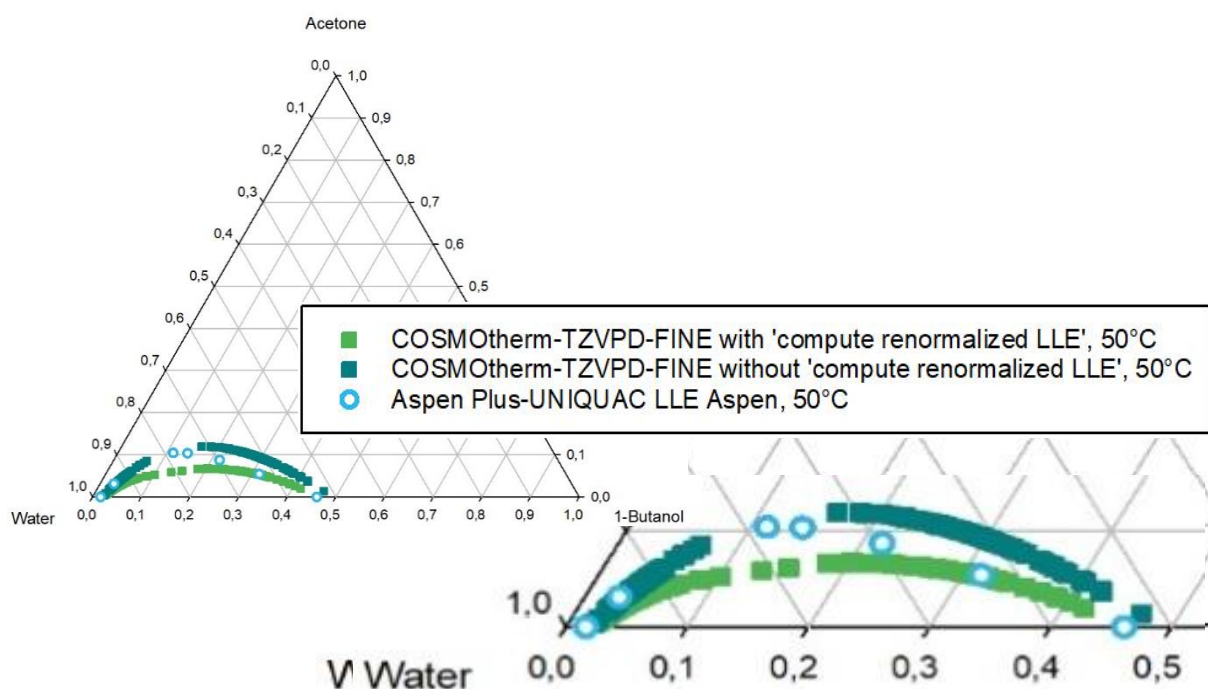 Acetone
0,0 1,0
0,1 0,9
0,2 0,8
0,3 0,7
0,4 0,6
0,5 0,5
0,6
COSMOtherm-TZVPD-FINE with 'compute renormalized LLE', 50°C
0,7
COSMOtherm-TZVPD-FINE without 'compute renormalized LLE', 50°C
Aspen Plus-UNIQUAC LLE Aspen, 50°C
0,8
0,9 0,1
1,0 0,0
Water 0,0 0,1 0,2 0,3 0,4 0,5 0,6 0,7 0,8 0,9 1,0
1-Butanol
1,0
0,0 0,1 0,2 0,3 0,4 0,5
Water